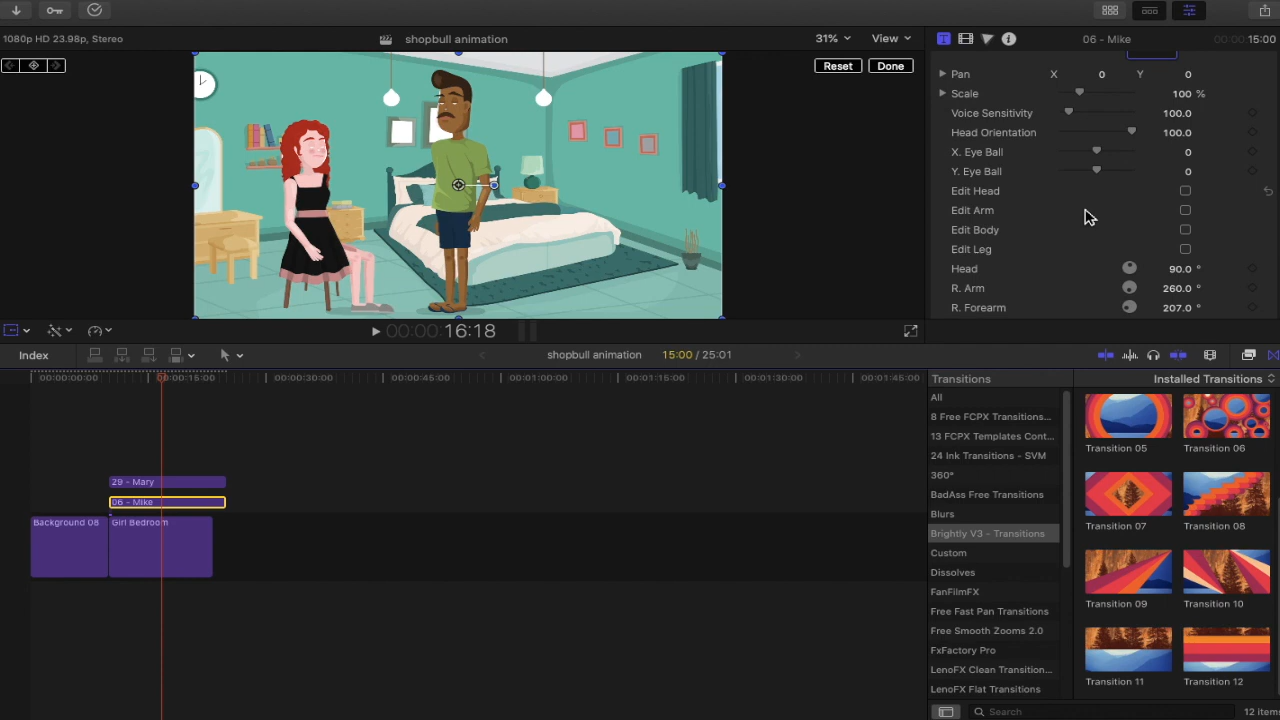 1080p HD 23.98p, Stereo
shopbull animation
31%
View
06 - Mike
00:00:15:00
Reset
Done
Pan X 0 Y 0
Scale 100 %
Voice Sensitivity 100.0
Head Orientation 100.0
X. Eye Ball 0
Y. Eye Ball 0
Edit Head
Edit Arm
Edit Body
Edit Leg
Head 90.0 °
R. Arm 260.0 °
R. Forearm 207.0 °
00:00:16:18
Index
shopbull animation
15:00 / 25:01
00:00:00:00
00:00:15:00
00:00:30:00
00:00:45:00
00:01:00:00
00:01:15:00
00:01:30:00
00:01:45:00
29 - Mary
06 - Mike
Background 08
Girl Bedroom
Transitions
Installed Transitions
All
8 Free FCPX Transitions...
13 FCPX Templates Cont...
24 Ink Transitions - SVM
360°
BadAss Free Transitions
Blurs
Brightly V3 - Transitions
Custom
Dissolves
FanFilmFX
Free Fast Pan Transitions
Free Smooth Zooms 2.0
FxFactory Pro
LenoFX Clean Transition...
LenoFX Flat Transitions
Transition 05
Transition 06
Transition 07
Transition 08
Transition 09
Transition 10
Transition 11
Transition 12
Search
12 items